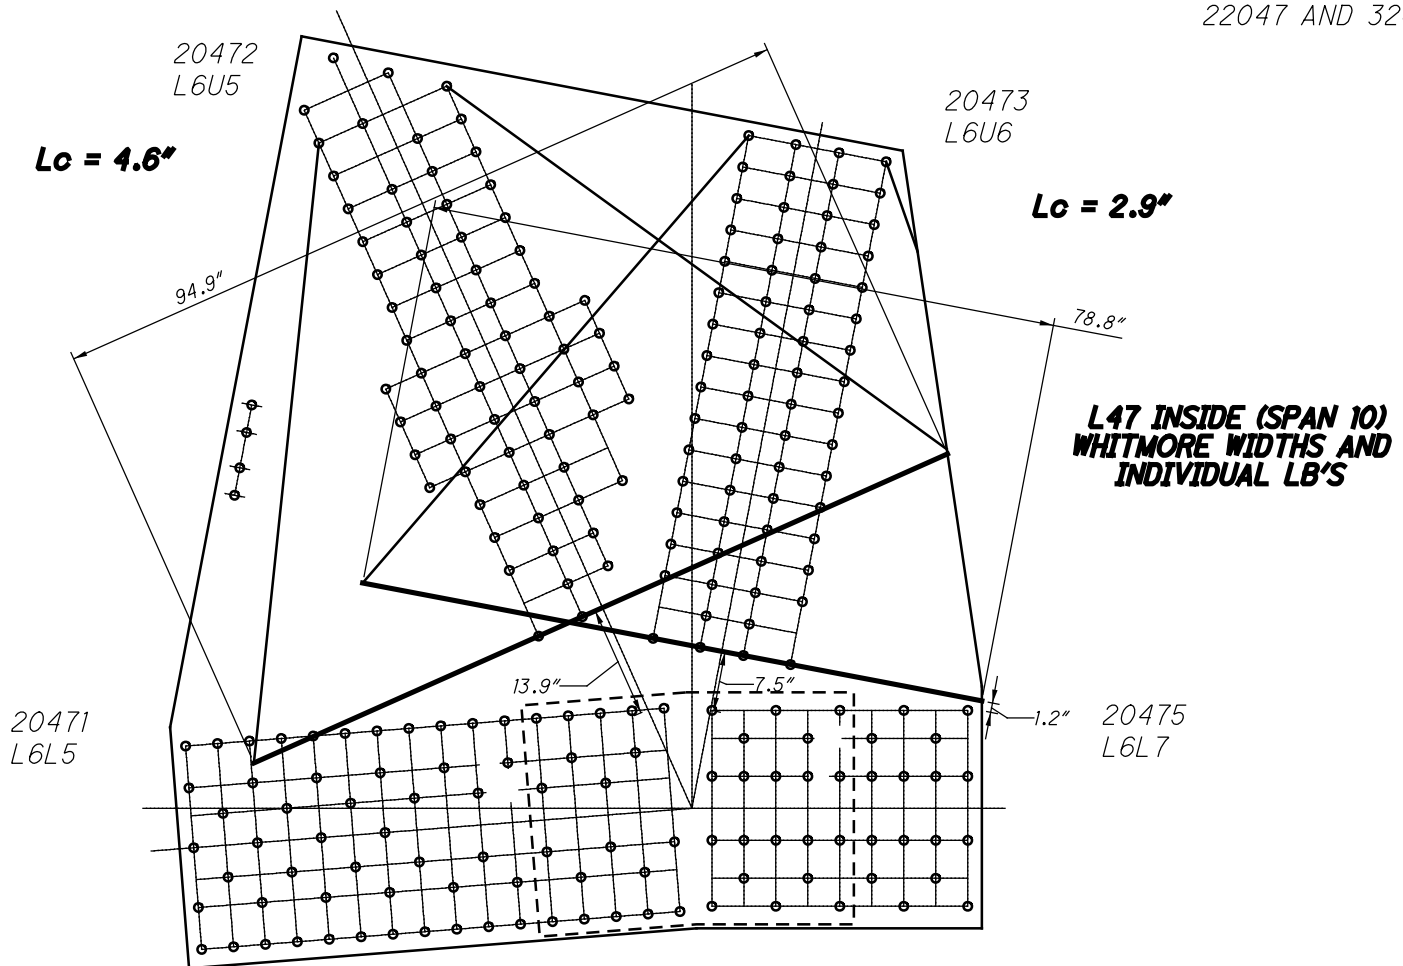 22047 AND 32
20472
L6U5
20473
L6U6
Lc = 4.6"
Lc = 2.9"
94.9"
78.8"
L47 INSIDE (SPAN 10)
WHITMORE WIDTHS AND
INDIVIDUAL LB'S
13.9"
7.5"
1.2"
20471
L6L5
20475
L6L7